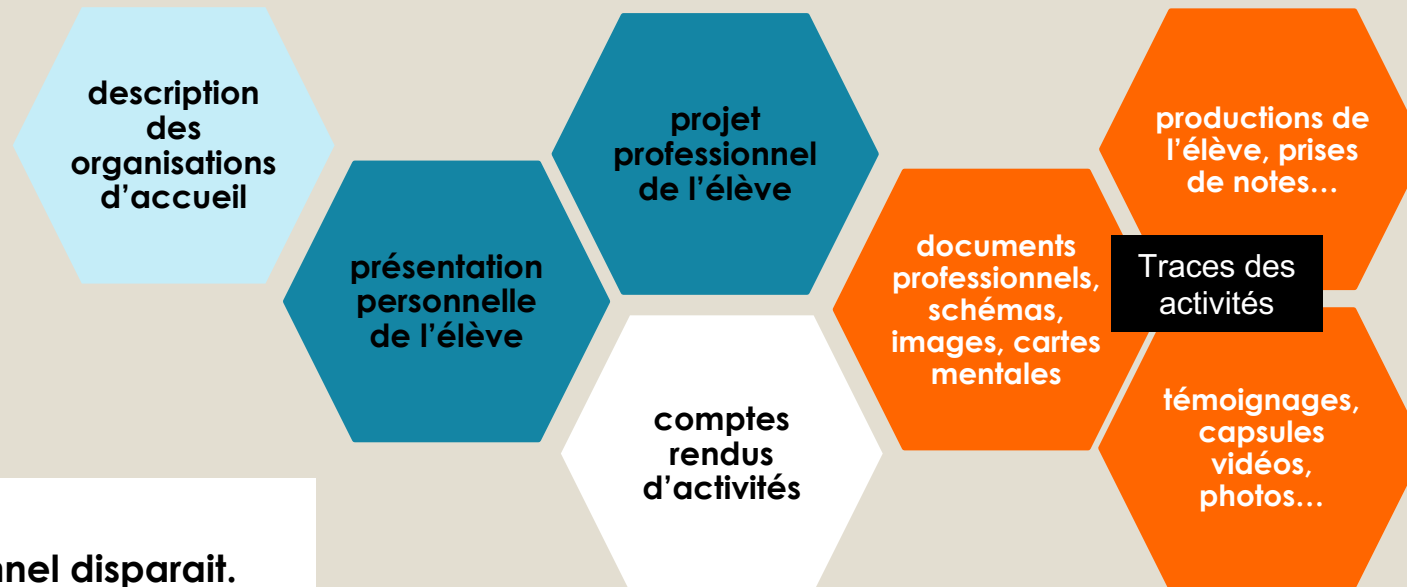 description
des
organisations
d’accueil
présentation
personnelle
de l’élève
projet
professionnel
de l’élève
comptes
rendus
d’activités
documents
professionnels,
schémas,
images, cartes
mentales
productions de
l’élève, prises
de notes…
Traces des
activités
témoignages,
capsules
vidéos,
photos…
disparait.